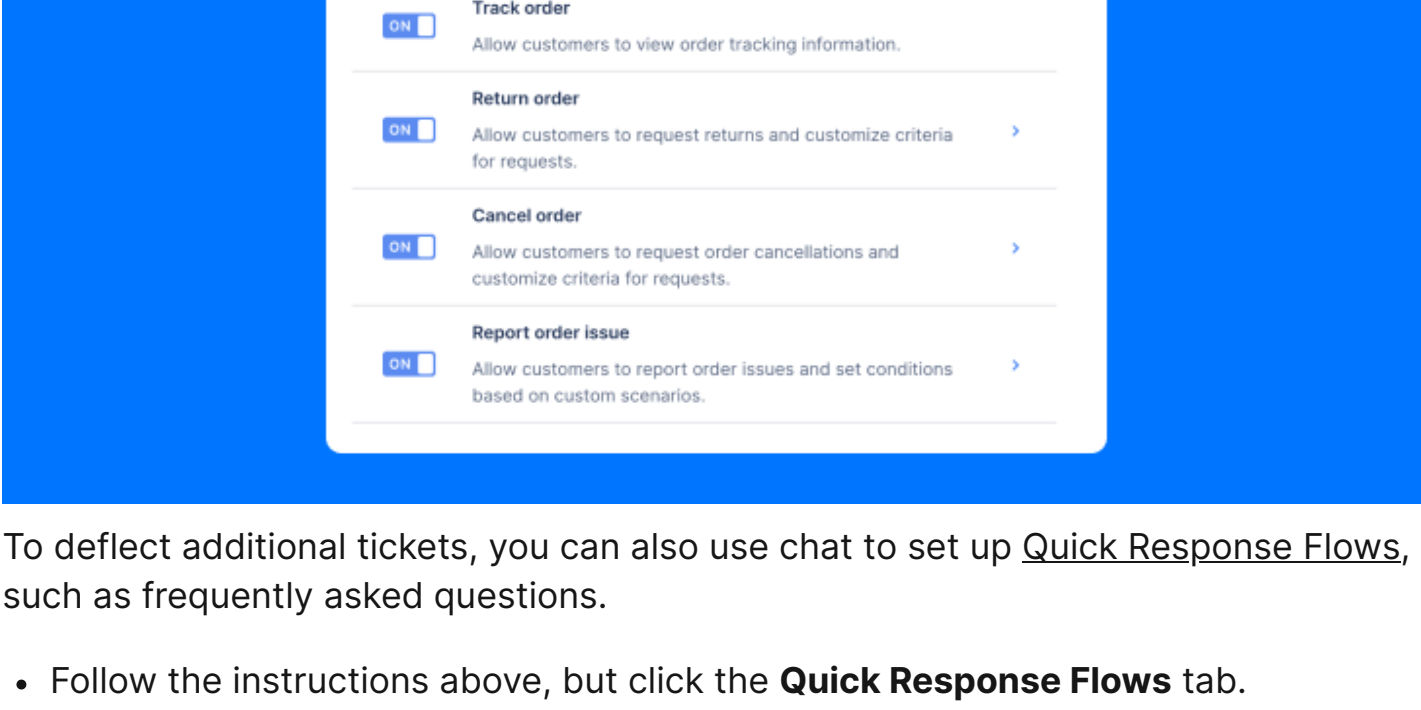 Track order
ON
Allow customers to view order tracking information.
Return order
ON
Allow customers to request returns and customize criteria
for requests.
Cancel order
ON
Allow customers to request order cancellations and
customize criteria for requests.
Report order issue
ON
Allow customers to report order issues and set conditions
based on custom scenarios.
To deflect additional tickets, you can also use chat to set up Quick Response Flows,
such as frequently asked questions.
• Follow the instructions above, but click the Quick Response Flows tab.